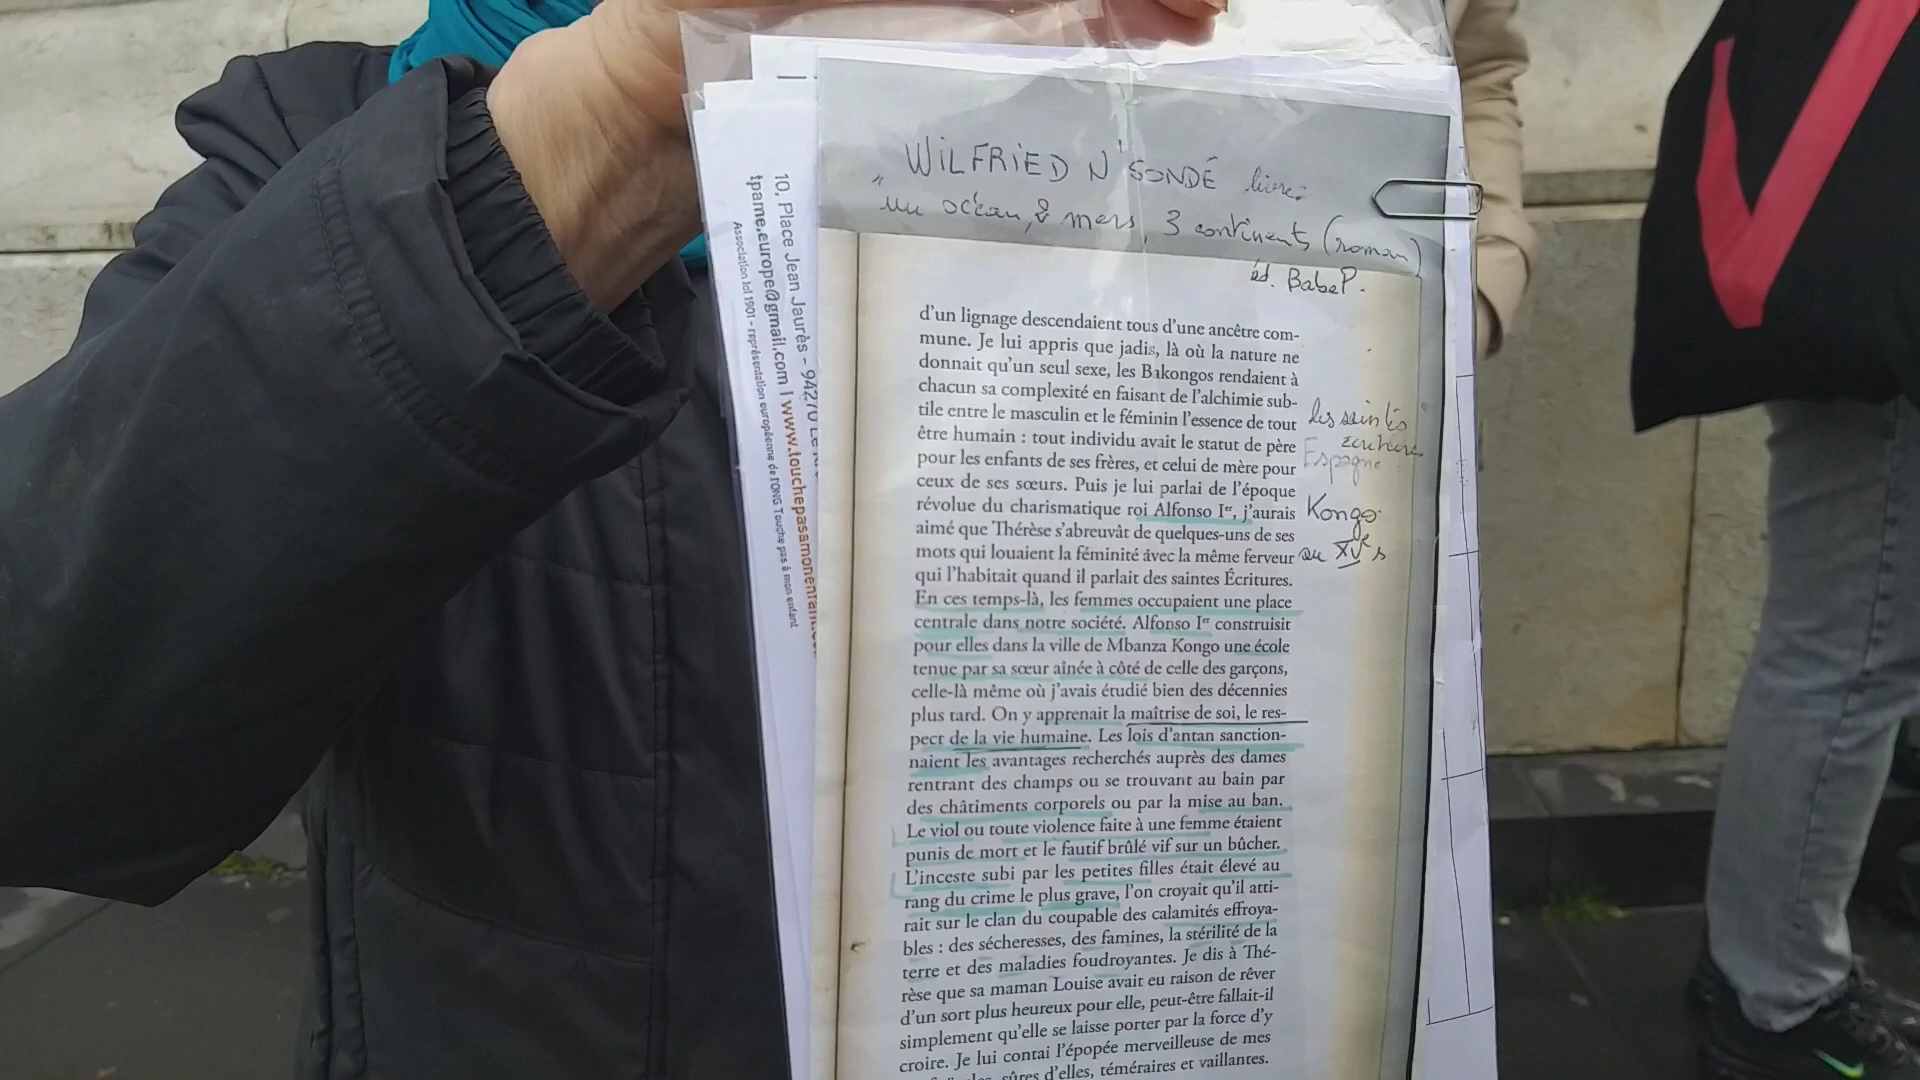 WILFRIED N'SONDÉ livre:
"un océan, 2 mers, 3 continents (roman)
éd. Babel.
d'un lignage descendaient tous d'une ancêtre com-
mune. Je lui appris que jadis, là où la nature ne
donnait qu'un seul sexe, les Bakongos rendaient à
chacun sa complexité en faisant de l'alchimie sub-
tile entre le masculin et le féminin l'essence de tout
être humain : tout individu avait le statut de père
pour les enfants de ses frères, et celui de mère pour
ceux de ses sœurs. Puis je lui parlai de l'époque
révolue du charismatique roi Alfonso Ier, j'aurais
aimé que Thérèse s'abreuvât de quelques-uns de ses
mots qui louaient la féminité avec la même ferveur
qui l'habitait quand il parlait des saintes Écritures.
En ces temps-là, les femmes occupaient une place
centrale dans notre société. Alfonso Ier construisit
pour elles dans la ville de Mbanza Kongo une école
tenue par sa sœur aînée à côté de celle des garçons,
celle-là même où j'avais étudié bien des décennies
plus tard. On y apprenait la maîtrise de soi, le res-
pect de la vie humaine. Les lois d'antan sanction-
naient les avantages recherchés auprès des dames
rentrant des champs ou se trouvant au bain par
des châtiments corporels ou par la mise au ban.
Le viol ou toute violence faite à une femme étaient
punis de mort et le fautif brûlé vif sur un bûcher.
L'inceste subi par les petites filles était élevé au
rang du crime le plus grave, l'on croyait qu'il atti-
rait sur le clan du coupable des calamités effroya-
bles : des sécheresses, des famines, la stérilité de la
terre et des maladies foudroyantes. Je dis à Thé-
rèse que sa maman Louise avait eu raison de rêver
d'un sort plus heureux pour elle, peut-être fallait-il
simplement qu'elle se laisse porter par la force d'y
croire. Je lui contai l'épopée merveilleuse de mes
sûres d'elles, téméraires et vaillantes.
les saintes
Espagne
Kongo
au XVe s
10, Place Jean Jaurès - 94270
tpame.europe@gmail.com | www.touchepasamonenfant.
Association loi 1901 - représentation européenne de l'ONG Touche pas à mon enfant